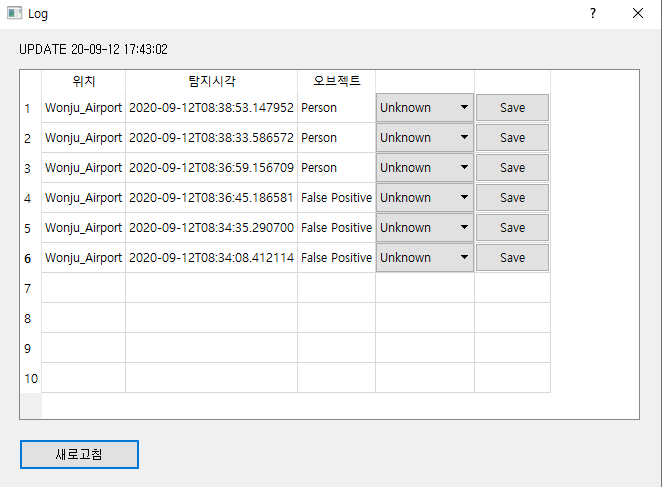 Log
UPDATE 20-09-12 17:43:02
위치 탐지시각 오브젝트
1 Wonju_Airport 2020-09-12T08:38:53.147952 Person Unknown Save
2 Wonju_Airport 2020-09-12T08:38:33.586572 Person Unknown Save
3 Wonju_Airport 2020-09-12T08:36:59.156709 Person Unknown Save
4 Wonju_Airport 2020-09-12T08:36:45.186581 False Positive Unknown Save
5 Wonju_Airport 2020-09-12T08:34:35.290700 False Positive Unknown Save
6 Wonju_Airport 2020-09-12T08:34:08.412114 False Positive Unknown Save
7
8
9
10
새로고침